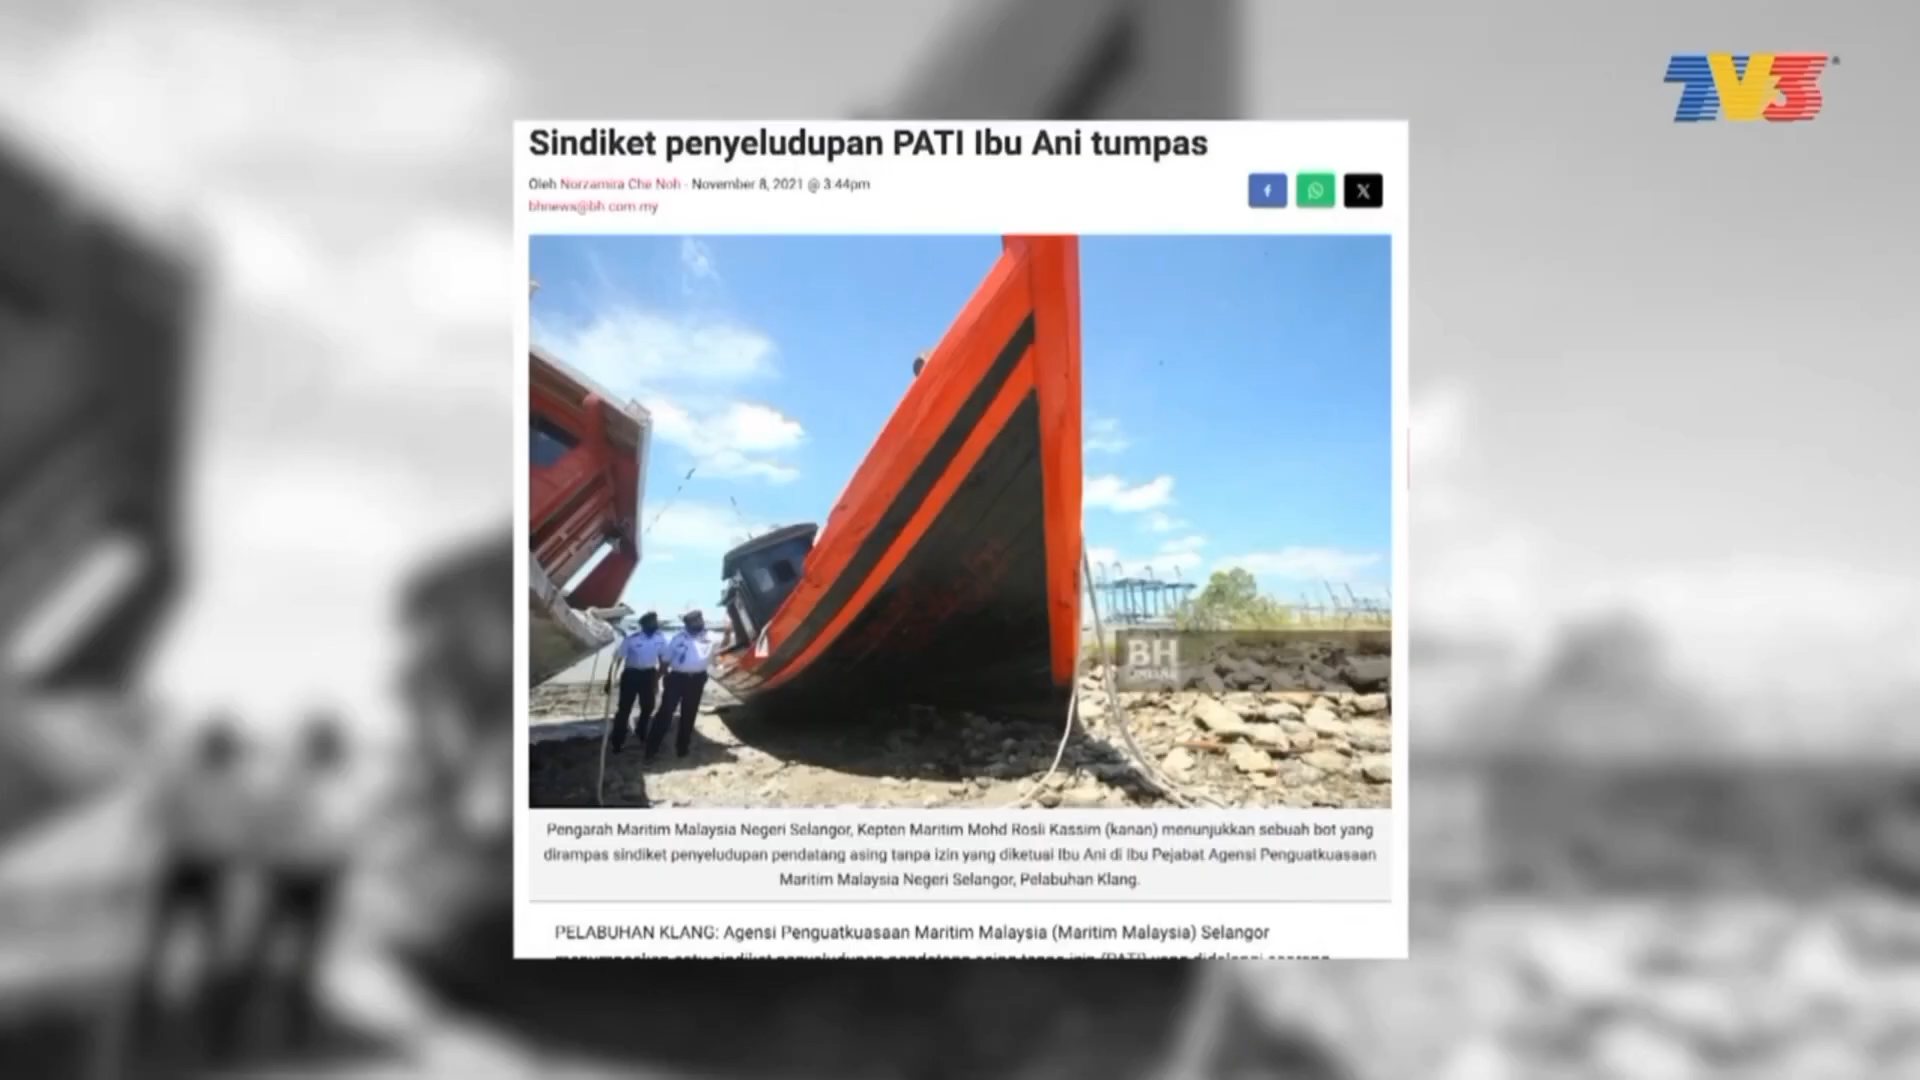 TV3
Sindiket penyeludupan PATI Ibu Ani tumpas
Oleh Norzamira Che Noh - November 8, 2021 @ 3:44pm
bhnews@bh.com.my
BH
ONLINE
Pengarah Maritim Malaysia Negeri Selangor, Kepten Maritim Mohd Rosli Kassim (kanan) menunjukkan sebuah bot yang
dirampas sindiket penyeludupan pendatang asing tanpa izin yang diketuai Ibu Ani di Ibu Pejabat Agensi Penguatkuasaan
Maritim Malaysia Negeri Selangor, Pelabuhan Klang.
PELABUHAN KLANG: Agensi Penguatkuasaan Maritim Malaysia (Maritim Malaysia) Selangor